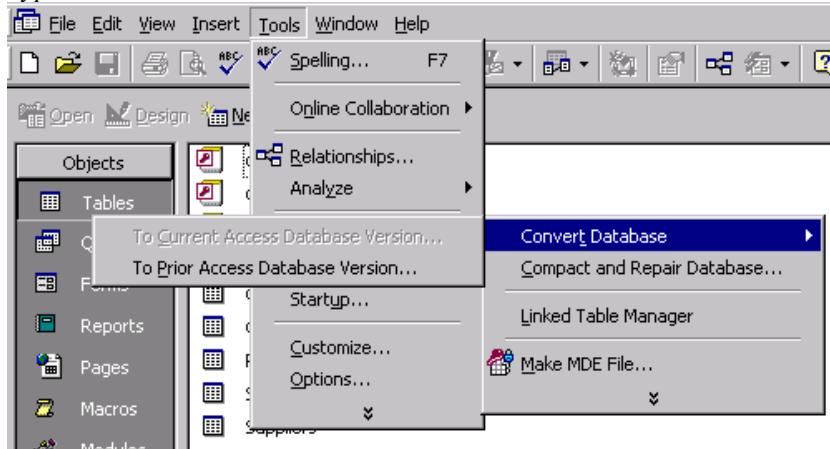 File Edit View Insert Tools Window Help
ABC ABC Spelling... F7
Online Collaboration
Open Design
Objects
Relationships...
Tables
Analyze
To Current Access Database Version... Convert Database
To Prior Access Database Version... Compact and Repair Database...
Startup...
Linked Table Manager
Reports
Customize...
Pages
Make MDE File...
Options...
Macros
Suppliers